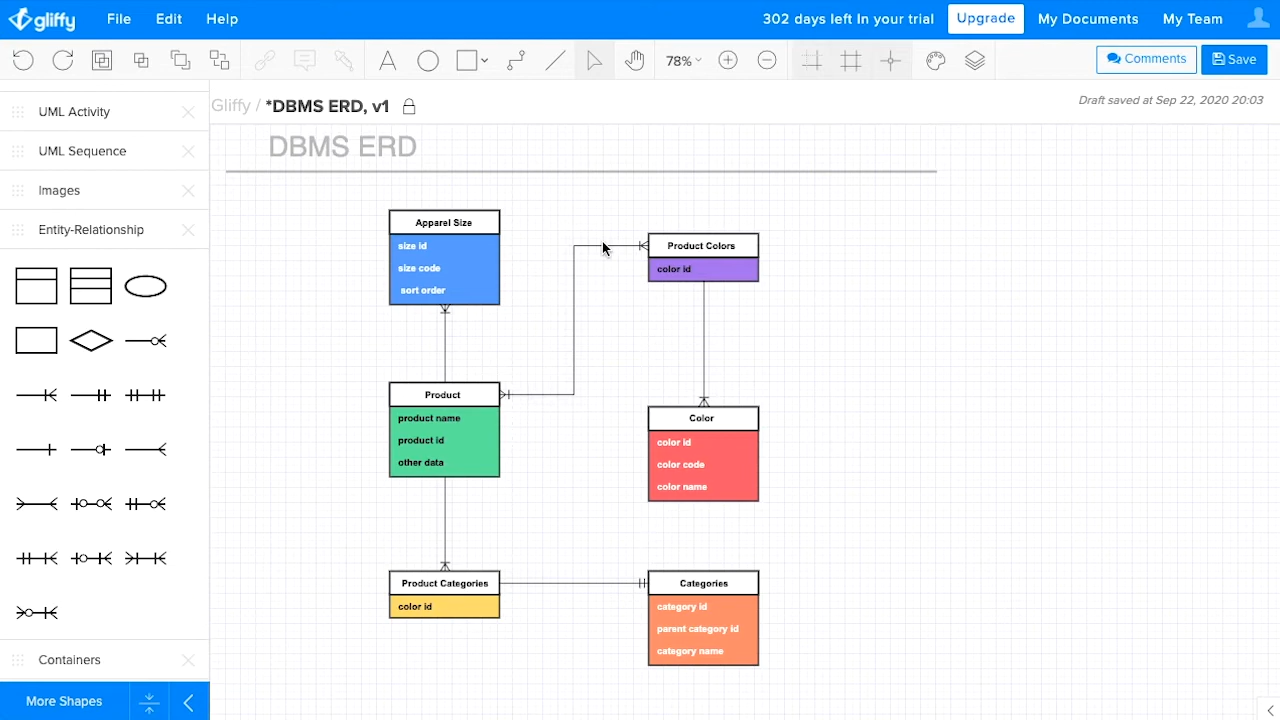 gliffy File Edit Help 302 days left In your trial Upgrade My Documents My Team
78% Comments Save
Gliffy / *DBMS ERD, v1 Draft saved at Sep 22, 2020 20:03
UML Activity
UML Sequence
Images
Entity-Relationship
Containers
More Shapes
DBMS ERD
Apparel Size
size id
size code
sort order
Product Colors
color id
Product
product name
product id
other data
Color
color id
color code
color name
Product Categories
color id
Categories
category id
parent category id
category name